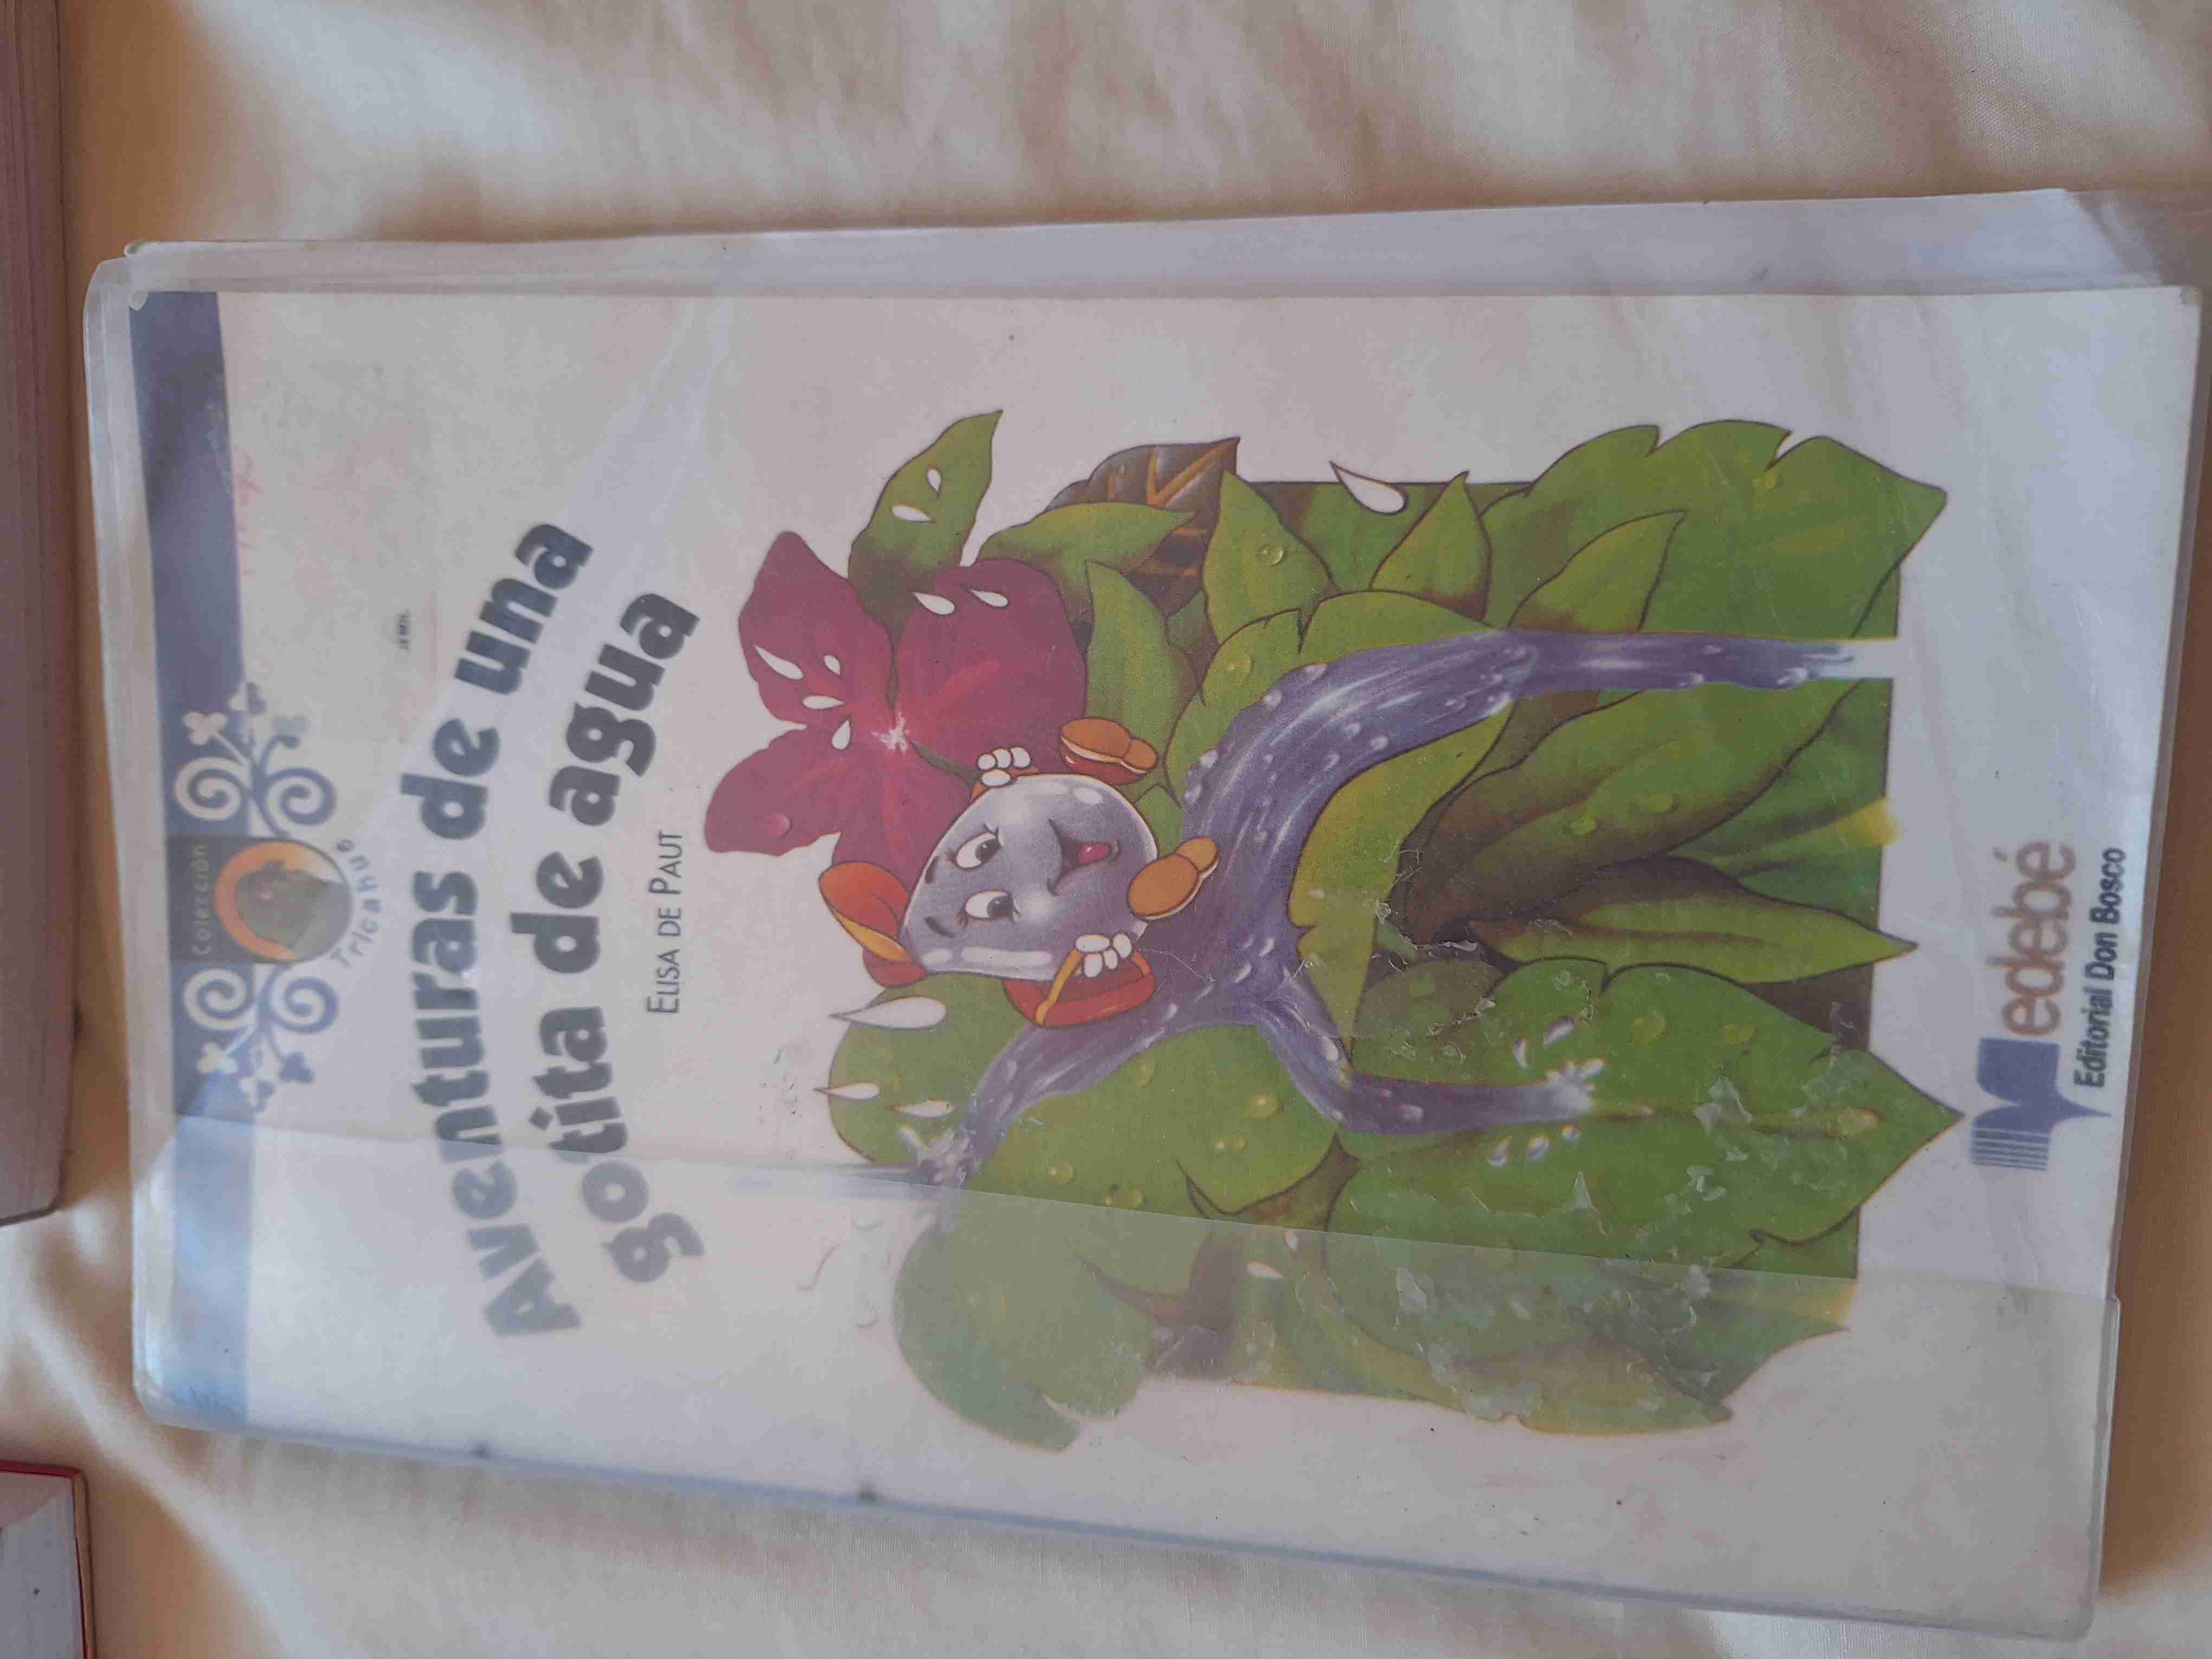 Colección
Tricahue
Aventuras de una
gotita de agua
ELISA DE PAUT
edebé
Editorial Don Bosco